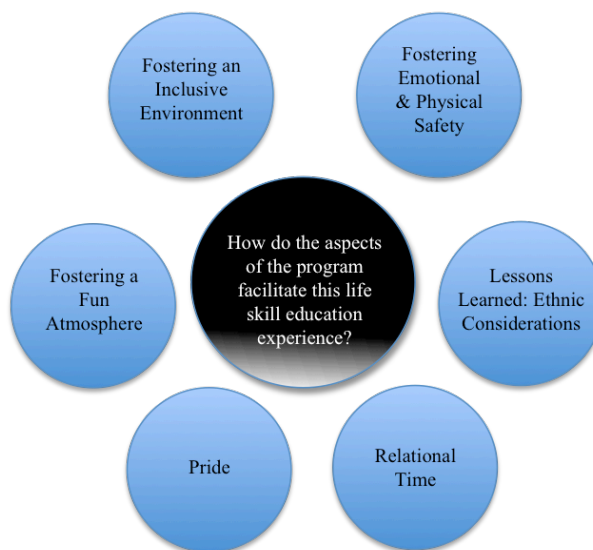 Fostering an
Inclusive
Environment
Fostering
Emotional
& Physical
Safety
How do the aspects
of the program
facilitate this life
skill education
experience?
Fostering a
Fun
Atmosphere
Lessons
Learned: Ethnic
Considerations
Pride
Relational
Time